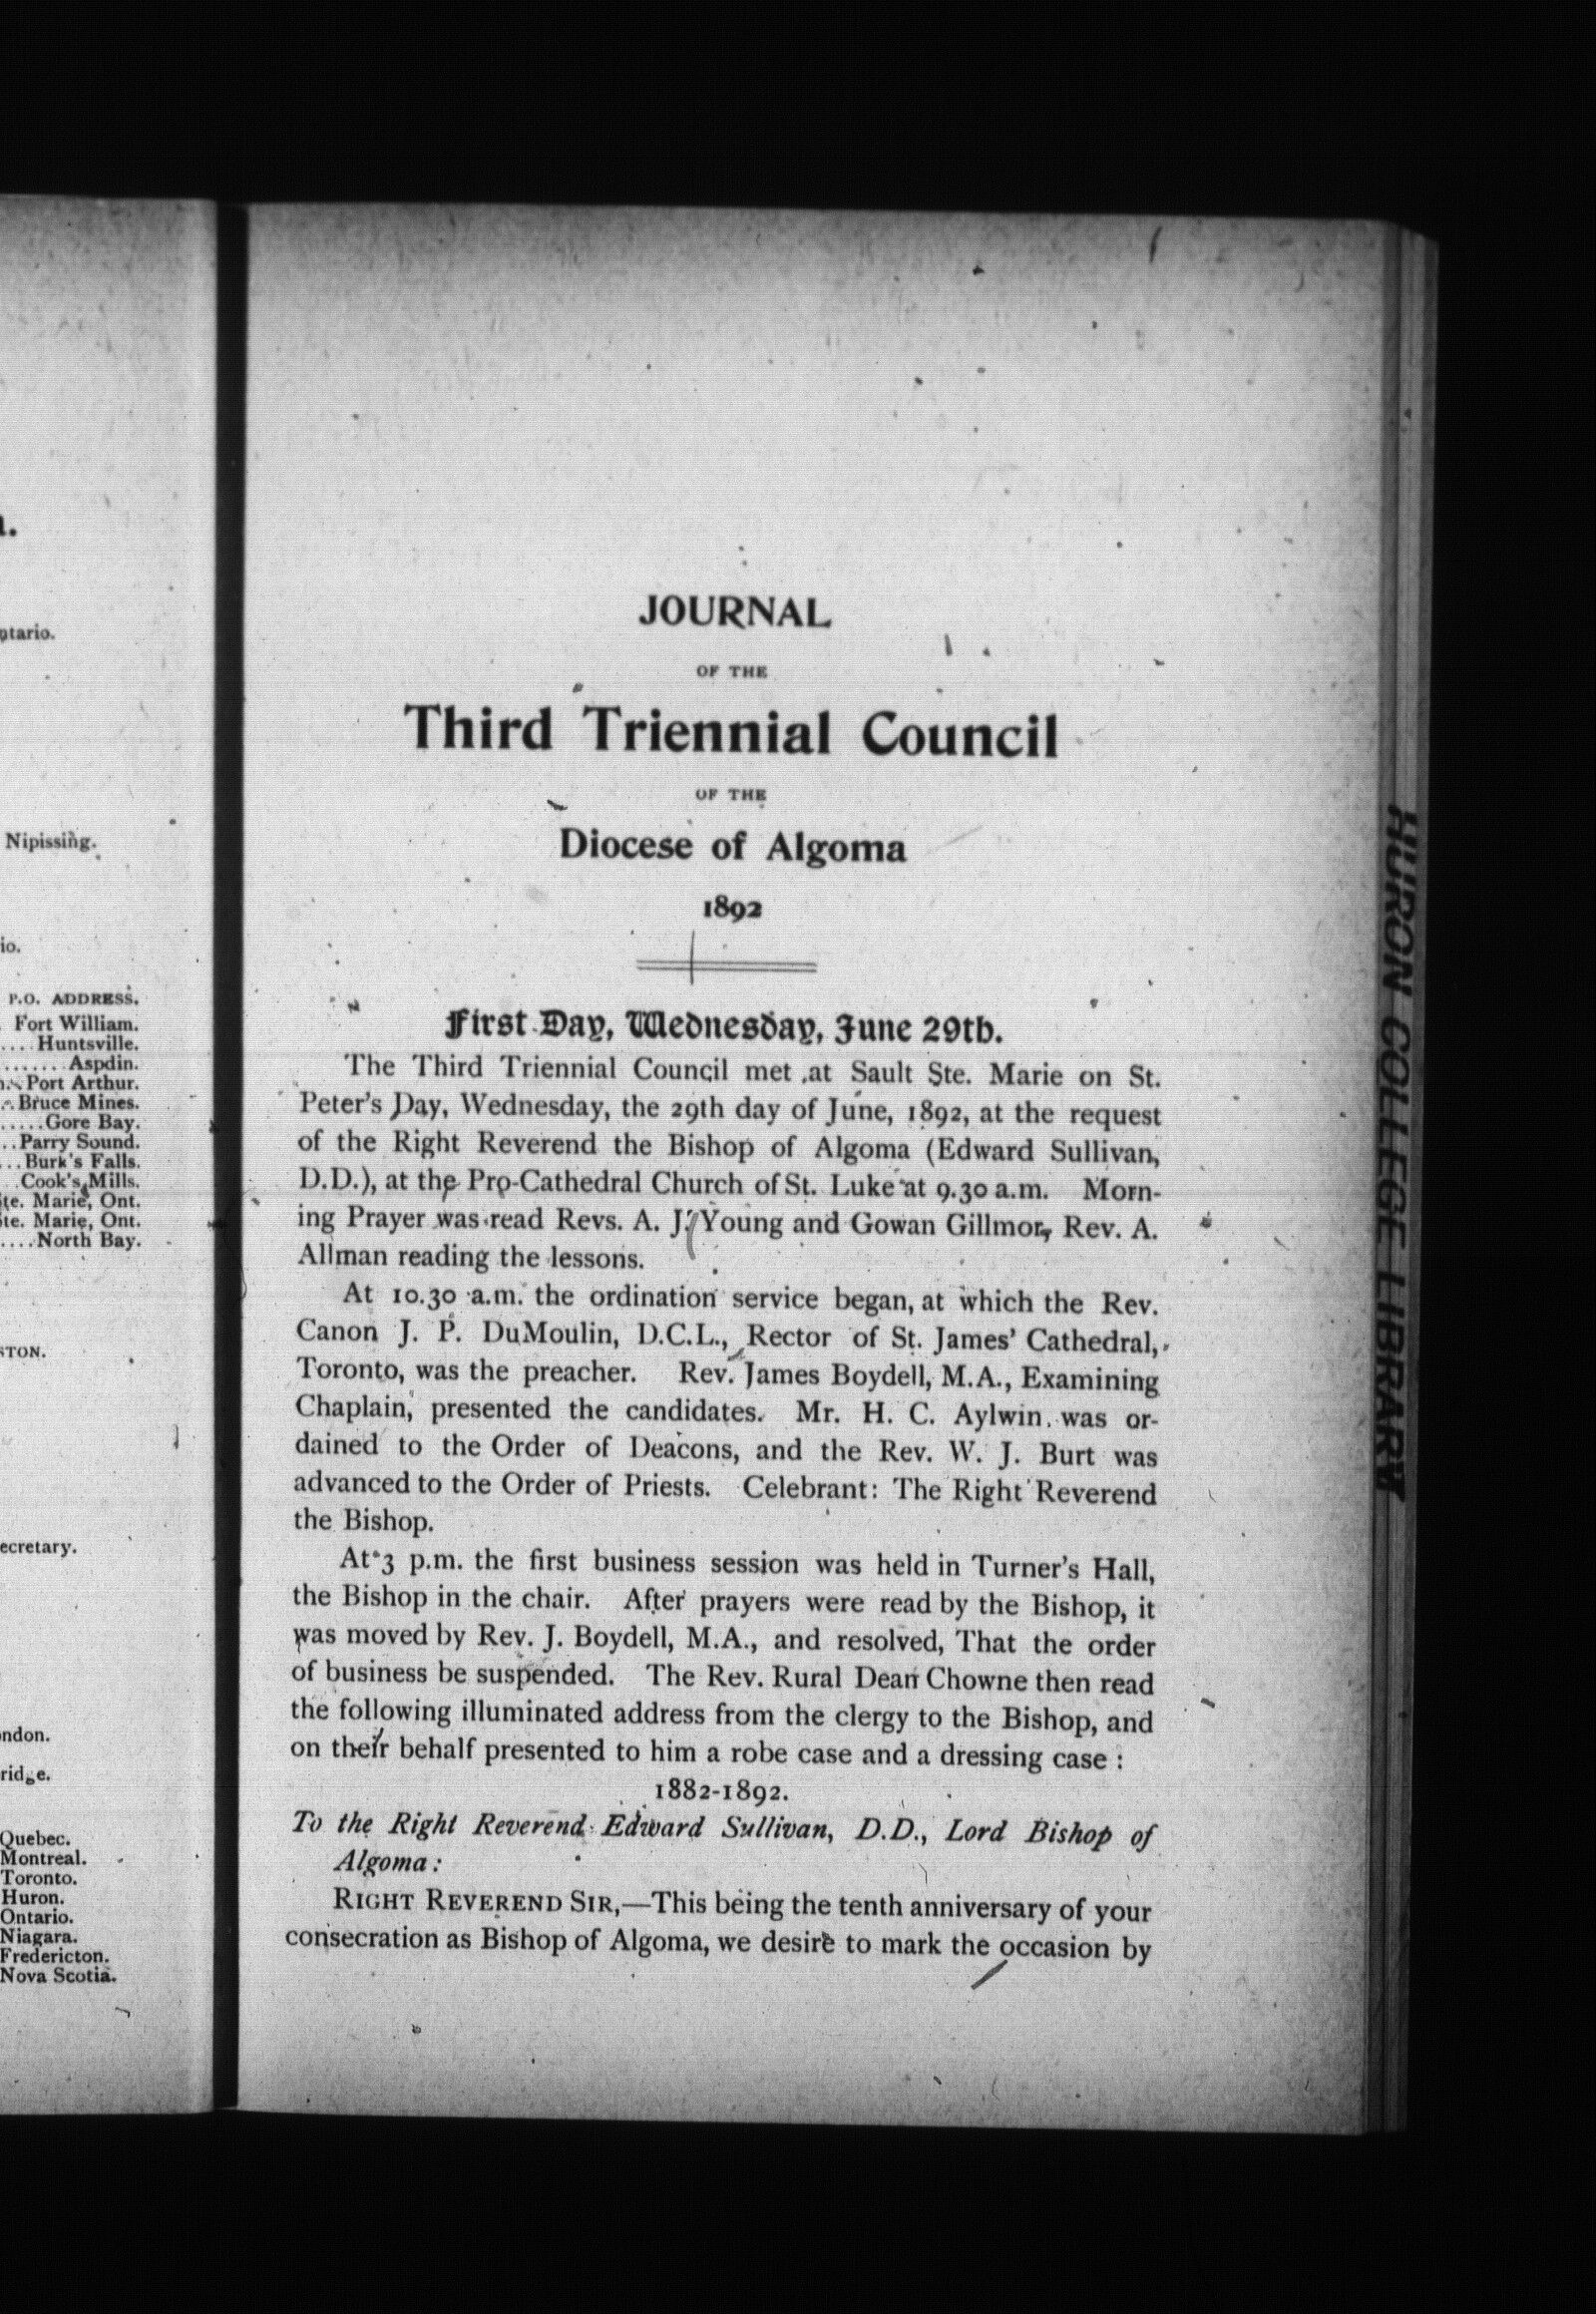 Nipissing.
P.O. ADDRESS.
Fort William.
Huntsville.
Aspdin.
Port Arthur.
Bruce Mines.
Gore Bay.
Parry Sound.
Burk's Falls.
Cook's Mills.
Marie, Ont.
Marie, Ont.
North Bay.
Quebec.
Montreal.
Toronto.
Huron.
Ontario.
Niagara.
Fredericton.
Nova Scotia.
JOURNAL
OF THE
Third Triennial Council
OF THE
Diocese of Algoma
1892
First Day, Wednesday, June 29th.
The Third Triennial Council met at Sault Ste. Marie on St.
Peter's Day, Wednesday, the 29th day of June, 1892, at the request
of the Right Reverend the Bishop of Algoma (Edward Sullivan,
D.D.), at the Pro-Cathedral Church of St. Luke at 9.30 a.m. Morn-
ing Prayer was read Revs. A. J. Young and Gowan Gillmor, Rev. A.
Allman reading the lessons.
At 10.30 a.m. the ordination service began, at which the Rev.
Canon J. P. DuMoulin, D.C.L., Rector of St. James' Cathedral,
Toronto, was the preacher. Rev. James Boydell, M.A., Examining
Chaplain, presented the candidates. Mr. H. C. Aylwin was or-
dained to the Order of Deacons, and the Rev. W. J. Burt was
advanced to the Order of Priests. Celebrant: The Right Reverend
the Bishop.
At 3 p.m. the first business session was held in Turner's Hall,
the Bishop in the chair. After prayers were read by the Bishop, it
was moved by Rev. J. Boydell, M.A., and resolved, That the order
of business be suspended. The Rev. Rural Dean Chowne then read
the following illuminated address from the clergy to the Bishop, and
on their behalf presented to him a robe case and a dressing case :
1882-1892.
To the Right Reverend Edward Sullivan, D.D., Lord Bishop of
Algoma :
RIGHT REVEREND SIR,—This being the tenth anniversary of your
consecration as Bishop of Algoma, we desire to mark the occasion by
HURON COLLEGE LIBRARY